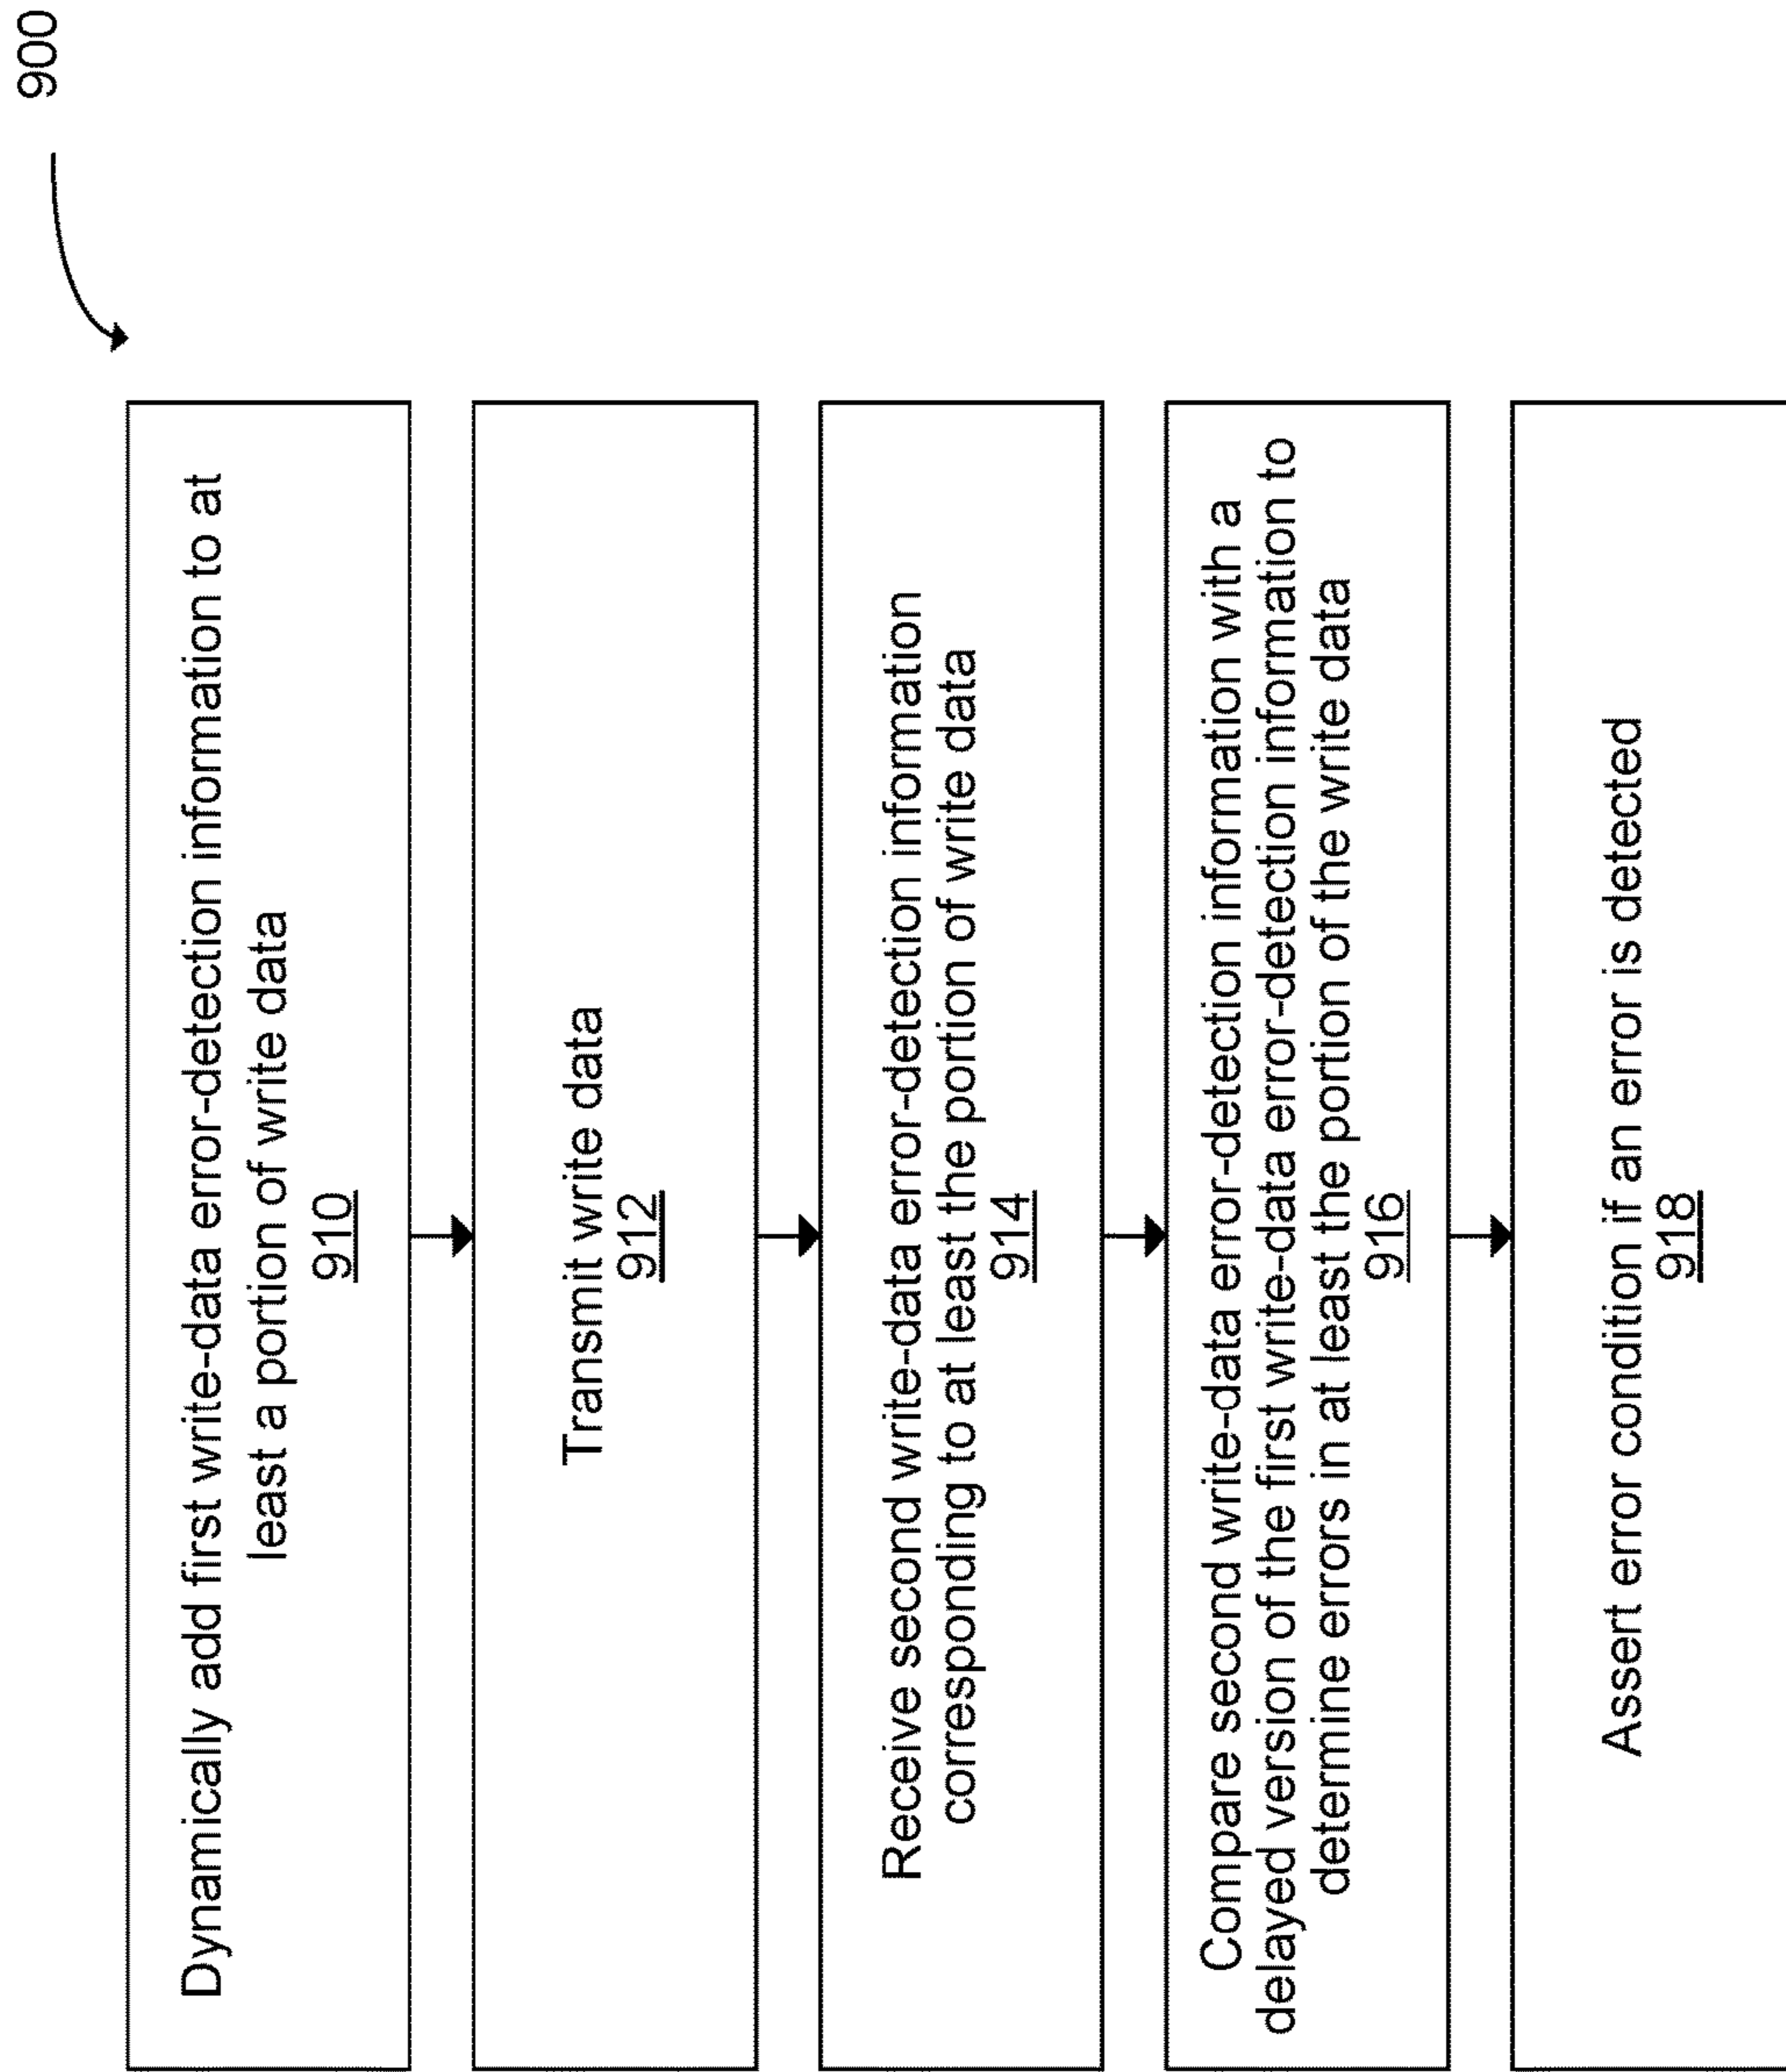 900
Dynamically add first write-data error-detection information to at
least a portion of write data
910
Transmit write data
912
Receive second write-data error-detection information
corresponding to at least the portion of write data
914
Compare second write-data error-detection information with a
delayed version of the first write-data error-detection information to
determine errors in at least the portion of the write data
916
Assert error condition if an error is detected
918